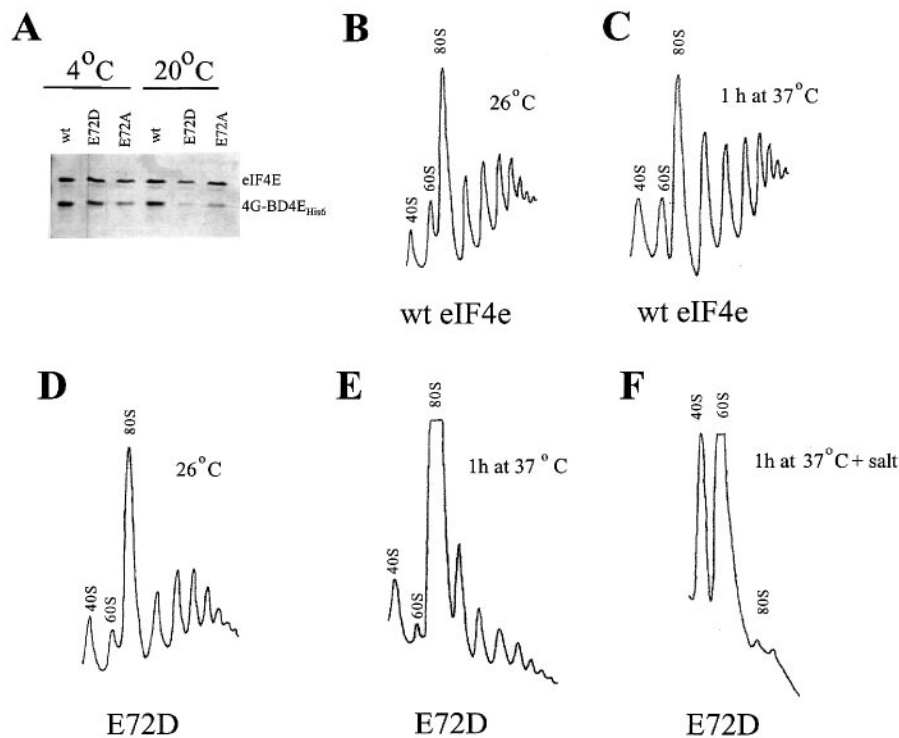 A
4°C 20°C
wt E72D E72A wt E72D E72A
eIF4E
4G-BD4E His6
B
40S 60S 80S
26°C
wt eIF4e
C
40S 60S 80S
1 h at 37°C
wt eIF4e
D
40S 60S 80S
26°C
E72D
E
40S 60S 80S
1h at 37°C
E72D
F
40S 60S 80S
1h at 37°C + salt
E72D